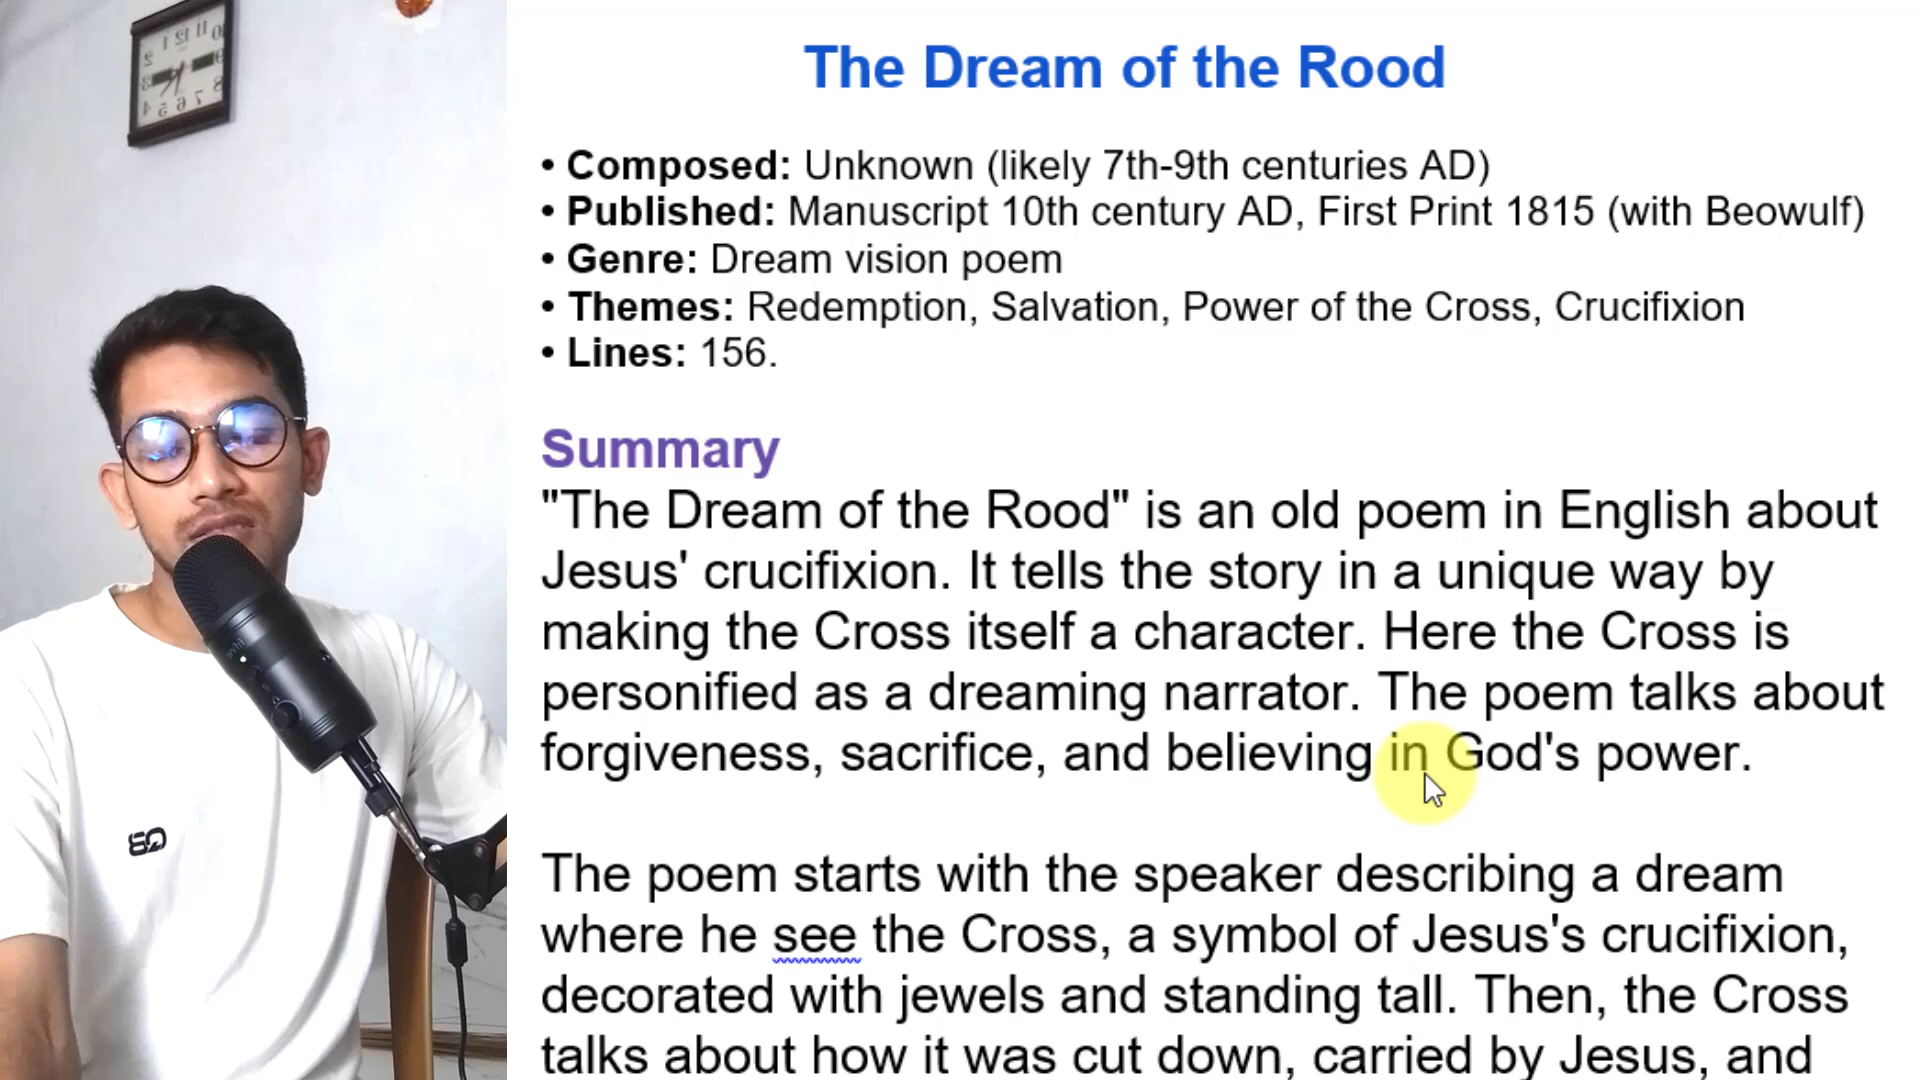 The Dream of the Rood
• Composed: Unknown (likely 7th-9th centuries AD)
• Published: Manuscript 10th century AD, First Print 1815 (with Beowulf)
• Genre: Dream vision poem
• Themes: Redemption, Salvation, Power of the Cross, Crucifixion
• Lines: 156.
Summary
"The Dream of the Rood" is an old poem in English about
Jesus' crucifixion. It tells the story in a unique way by
making the Cross itself a character. Here the Cross is
personified as a dreaming narrator. The poem talks about
forgiveness, sacrifice, and believing in God's power.
The poem starts with the speaker describing a dream
where he see the Cross, a symbol of Jesus's crucifixion,
decorated with jewels and standing tall. Then, the Cross
talks about how it was cut down, carried by Jesus, and